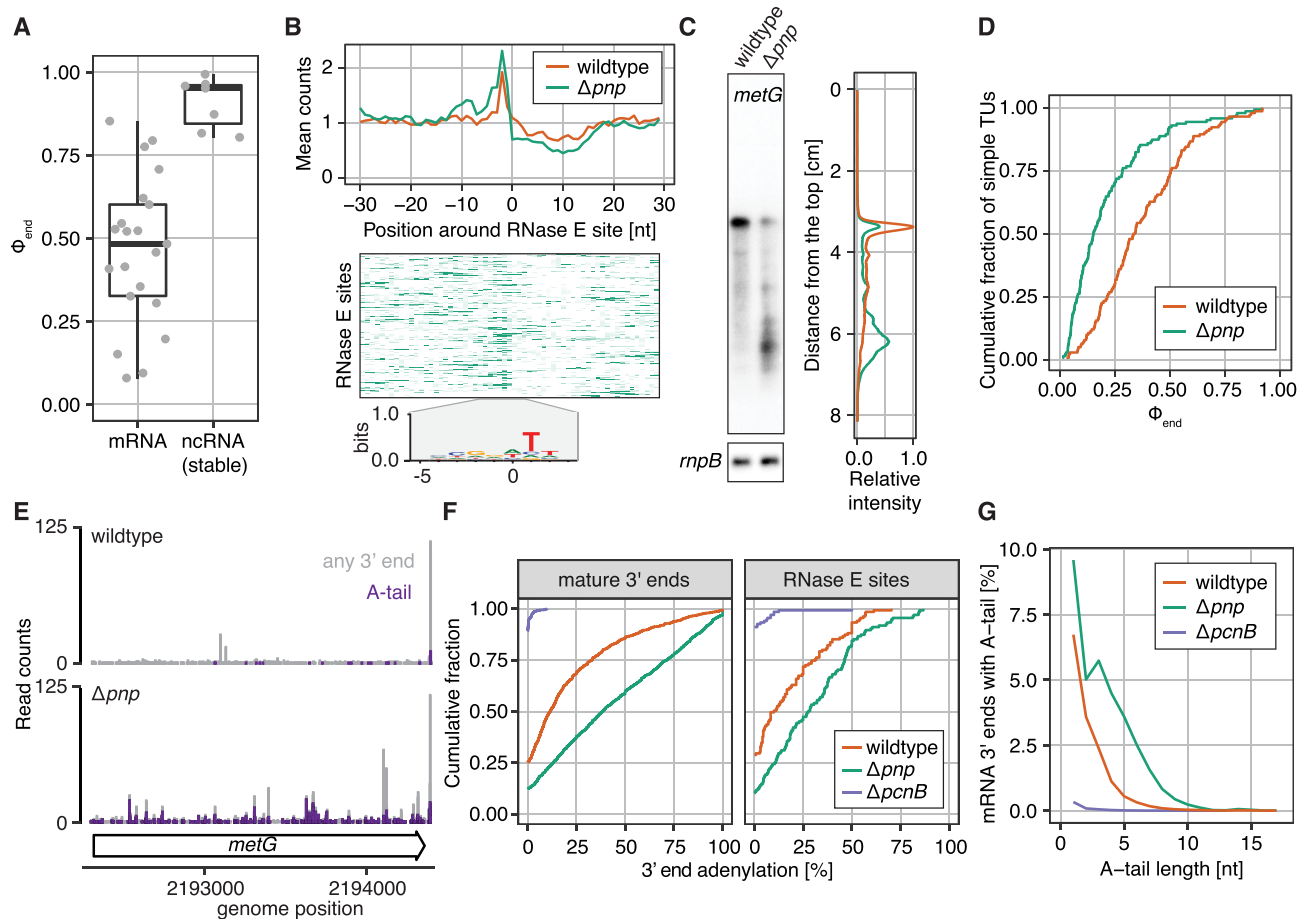 A
Φend
1.00
0.75
0.50
0.25
0.00
mRNA
ncRNA
(stable)
B
Mean counts
2
1
0
wildtype
Δpnp
−30
−20
−10
0
10
20
30
Position around RNase E site [nt]
RNase E sites
bits
1.0
0.0
-5
0
T
C
wildtype
Δpnp
metG
rnpB
Distance from the top [cm]
0
2
4
6
8
0.0
1.0
Relative
intensity
D
Cumulative fraction of simple TUs
1.00
0.75
0.50
0.25
0.00
wildtype
Δpnp
0.00
0.25
0.50
0.75
1.00
Φend
E
Read counts
125
wildtype
any 3' end
A-tail
0
125
Δpnp
0
metG
2193000
2194000
genome position
F
Cumulative fraction
mature 3' ends
RNase E sites
1.00
0.75
0.50
0.25
0.00
wildtype
Δpnp
ΔpcnB
0
25
50
75
100
0
25
50
75
100
3' end adenylation [%]
G
mRNA 3' ends with A−tail [%]
10.0
7.5
5.0
2.5
0.0
wildtype
Δpnp
ΔpcnB
0
5
10
15
A−tail length [nt]